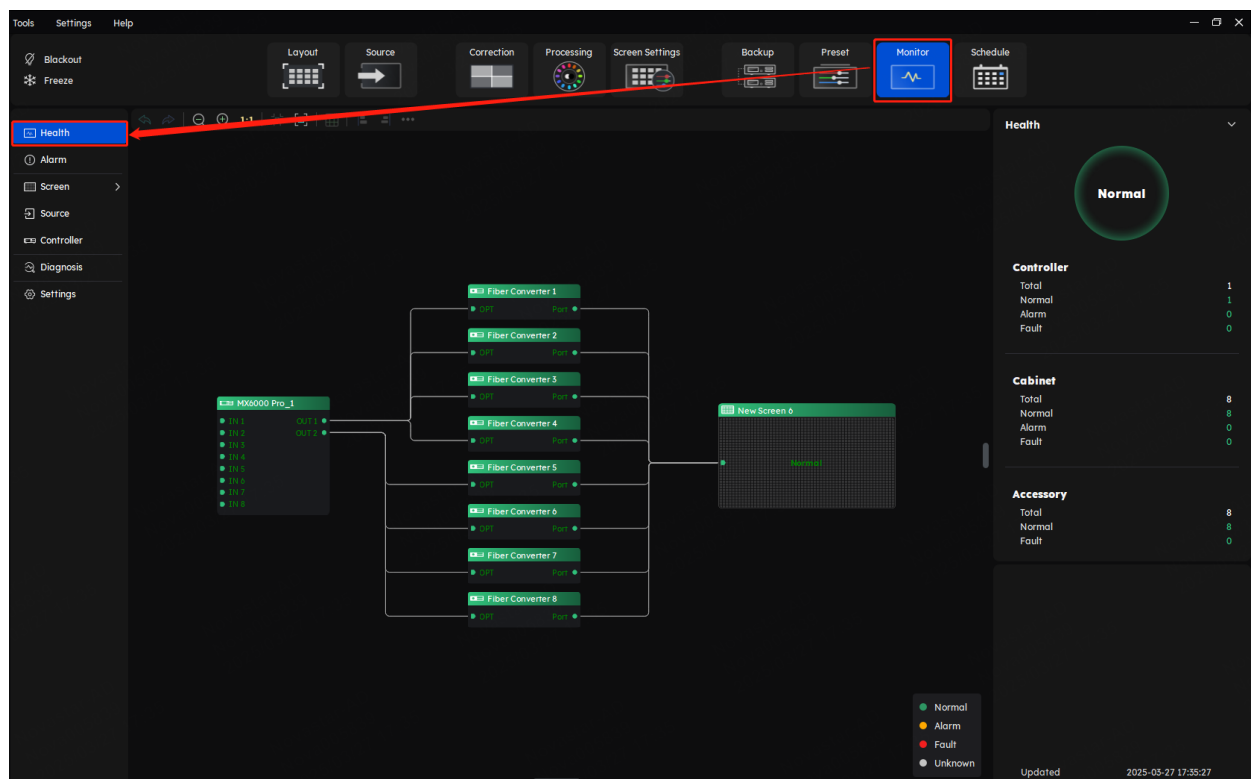 Tools Settings Help
Blackout
Freeze
Layout Source Correction Processing Screen Settings Backup Preset Monitor Schedule
1:1
Health
Alarm
Screen
Source
Controller
Diagnosis
Settings
MX6000 Pro_1
IN 1 OUT 1
IN 2 OUT 2
IN 3
IN 4
IN 5
IN 6
IN 7
IN 8
Fiber Converter 1
OPT Port
Fiber Converter 2
OPT Port
Fiber Converter 3
OPT Port
Fiber Converter 4
OPT Port
Fiber Converter 5
OPT Port
Fiber Converter 6
OPT Port
Fiber Converter 7
OPT Port
Fiber Converter 8
OPT Port
New Screen 6
Normal
Normal
Alarm
Fault
Unknown
Health
Normal
Controller
Total 1
Normal 1
Alarm 0
Fault 0
Cabinet
Total 8
Normal 8
Alarm 0
Fault 0
Accessory
Total 8
Normal 8
Fault 0
Updated 2025-03-27 17:35:27